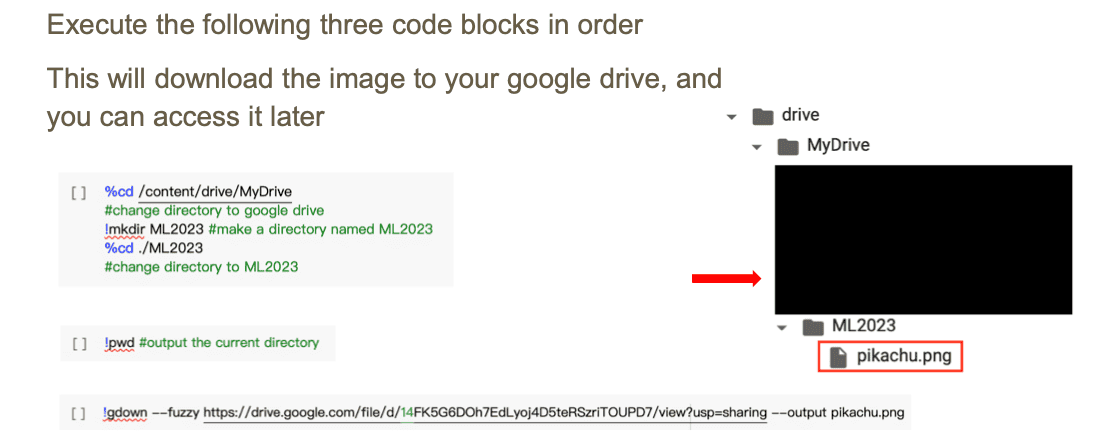 Execute the following three code blocks in order
This will download the image to your google drive, and
you can access it later
drive
MyDrive
[ ] %cd /content/drive/MyDrive
#change directory to google drive
!mkdir ML2023 #make a directory named ML2023
%cd ./ML2023
#change directory to ML2023
ML2023
pikachu.png
[ ] !pwd #output the current directory
[ ] !gdown --fuzzy https://drive.google.com/file/d/14FK5G6DOh7EdLyoj4D5teRSzriTOUPD7/view?usp=sharing --output pikachu.png